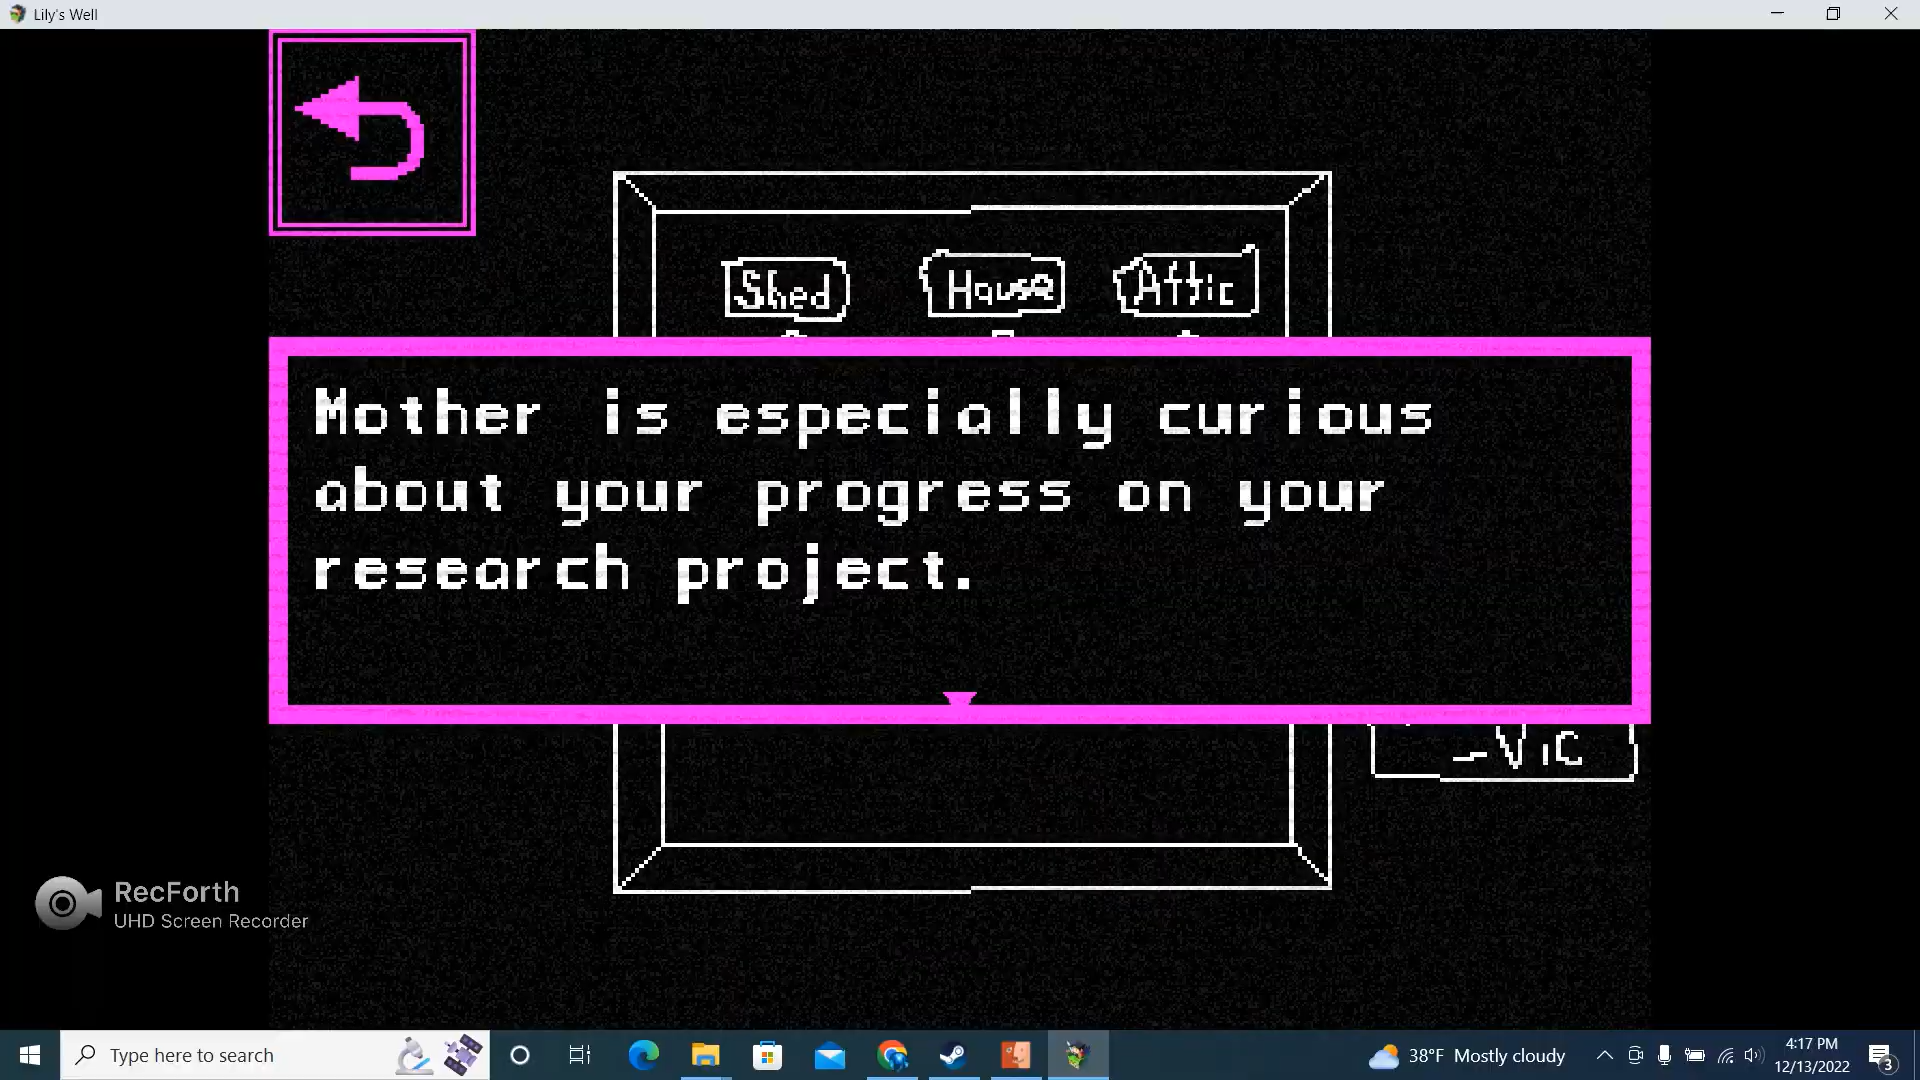 Lily's Well
Shed House Attic
Mother is especially curious
about your progress on your
research project.
-Vic
RecForth
UHD Screen Recorder
Type here to search
38°F Mostly cloudy
4:17 PM
12/13/2022
3